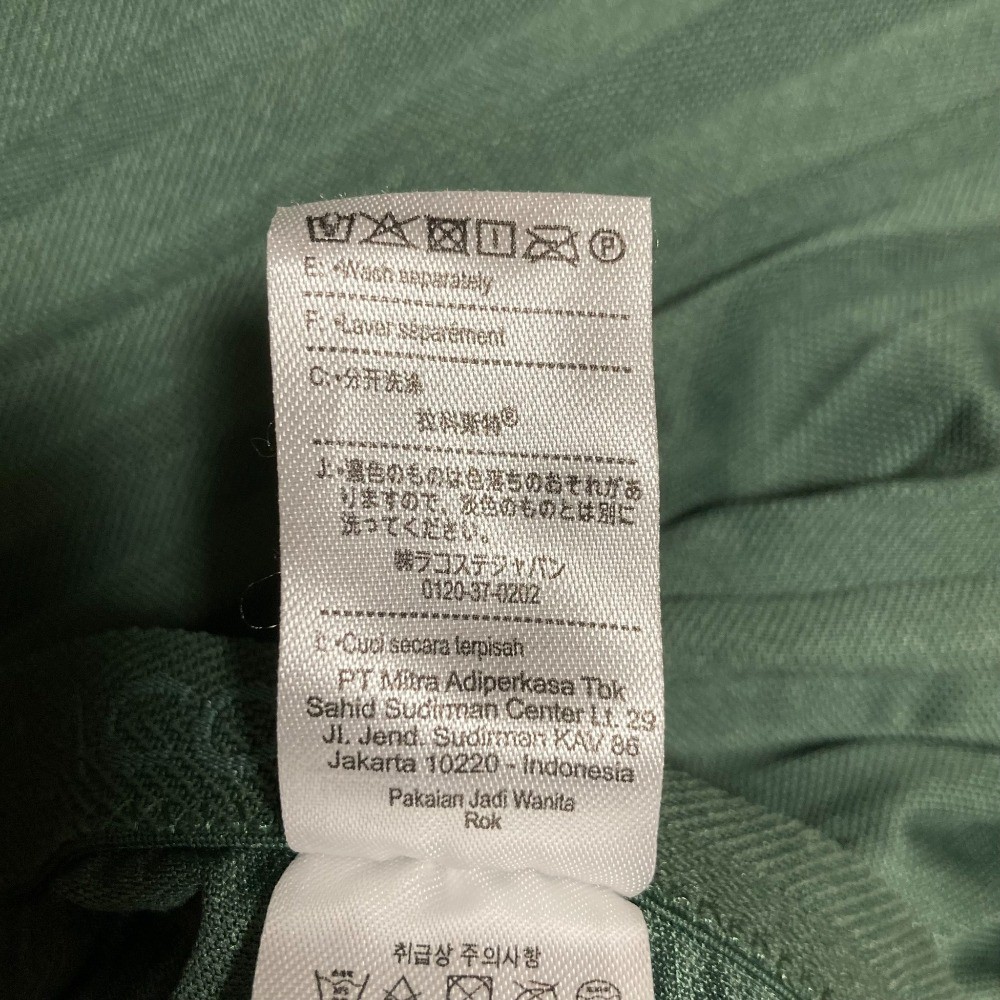 E: •Wash separately
F: •Laver séparément
C: •分开洗涤
拉科斯特®
J: •濃色のものは色落ちのおそれがあ
りますので、淡色のものとは別に
洗ってください。
㈱ラコステジャパン
0120-37-0202
•Cuci secara terpisah
PT Mitra Adiperkasa Tbk
Sahid Sudirman Center Lt. 29
Jl. Jend. Sudirman KAV 86
Jakarta 10220 - Indonesia
Pakaian Jadi Wanita
Rok
취급상 주의사항